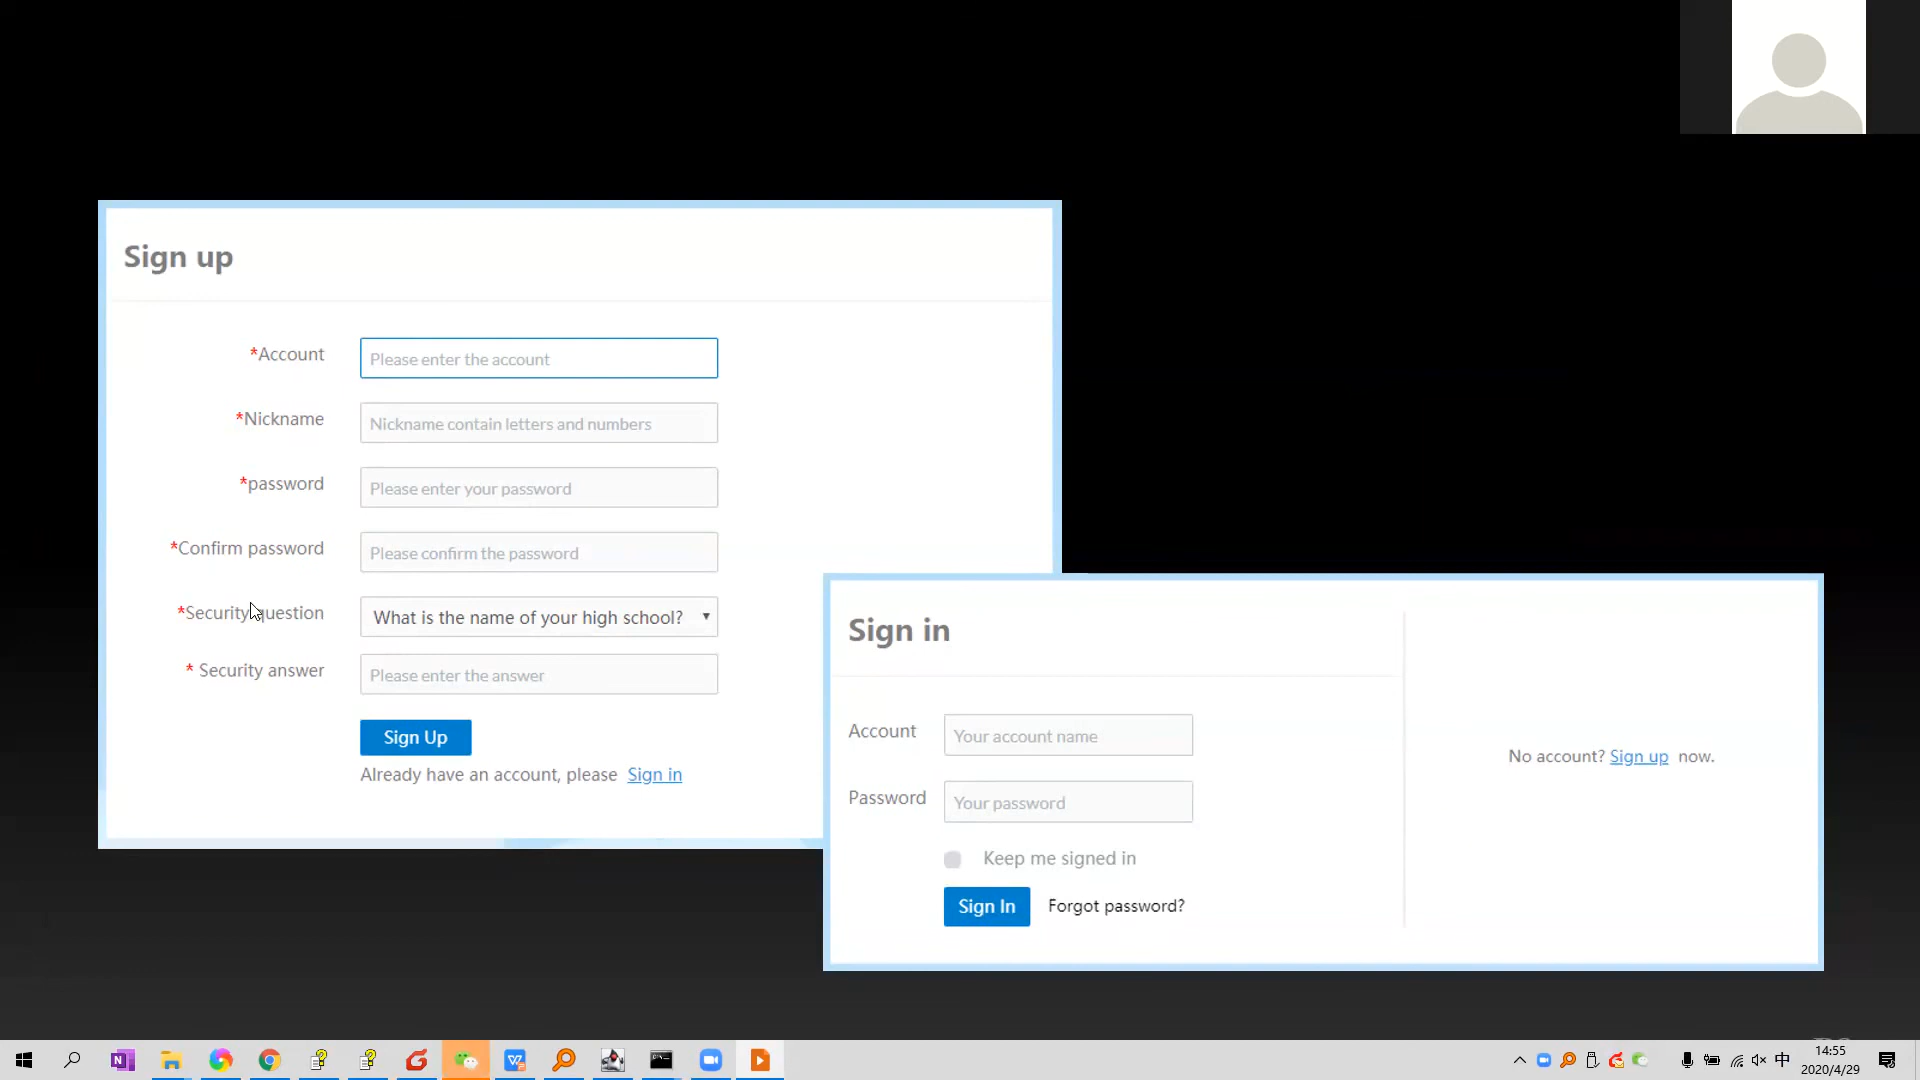 Sign up
*Account
Please enter the account
*Nickname
Nickname contain letters and numbers
*password
Please enter your password
*Confirm password
Please confirm the password
*Security question
What is the name of your high school?
* Security answer
Please enter the answer
Sign Up
Already have an account, please Sign in
Sign in
Account
Your account name
Password
Your password
Keep me signed in
Sign In
Forgot password?
No account? Sign up now.
中
14:55
2020/4/29